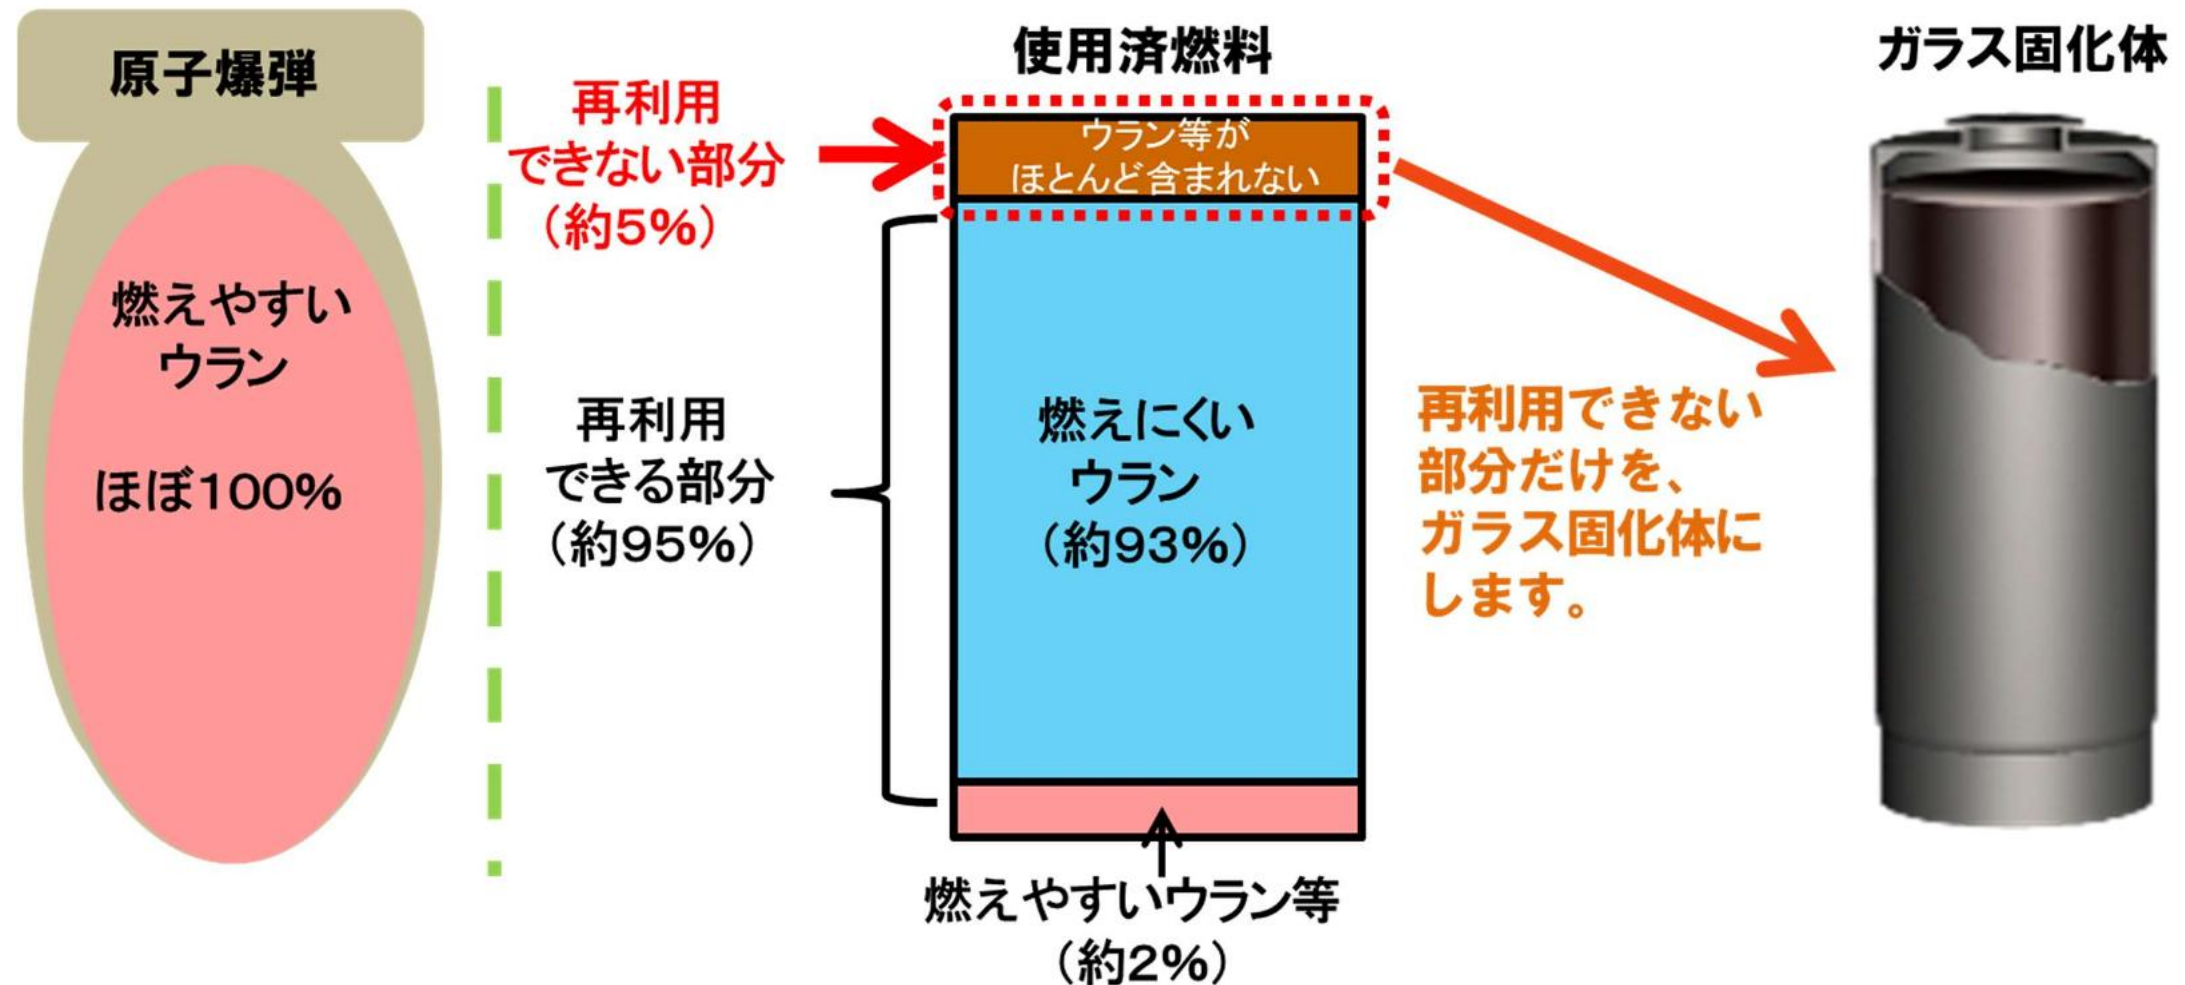 原子爆弾
燃えやすい
ウラン
ほぼ100%
再利用
できない部分
（約5%）
再利用
できる部分
（約95%）
使用済燃料
ウラン等が
ほとんど含まれない
燃えにくい
ウラン
（約93%）
燃えやすいウラン等
（約2%）
再利用できない
部分だけを、
ガラス固化体に
します。
ガラス固化体